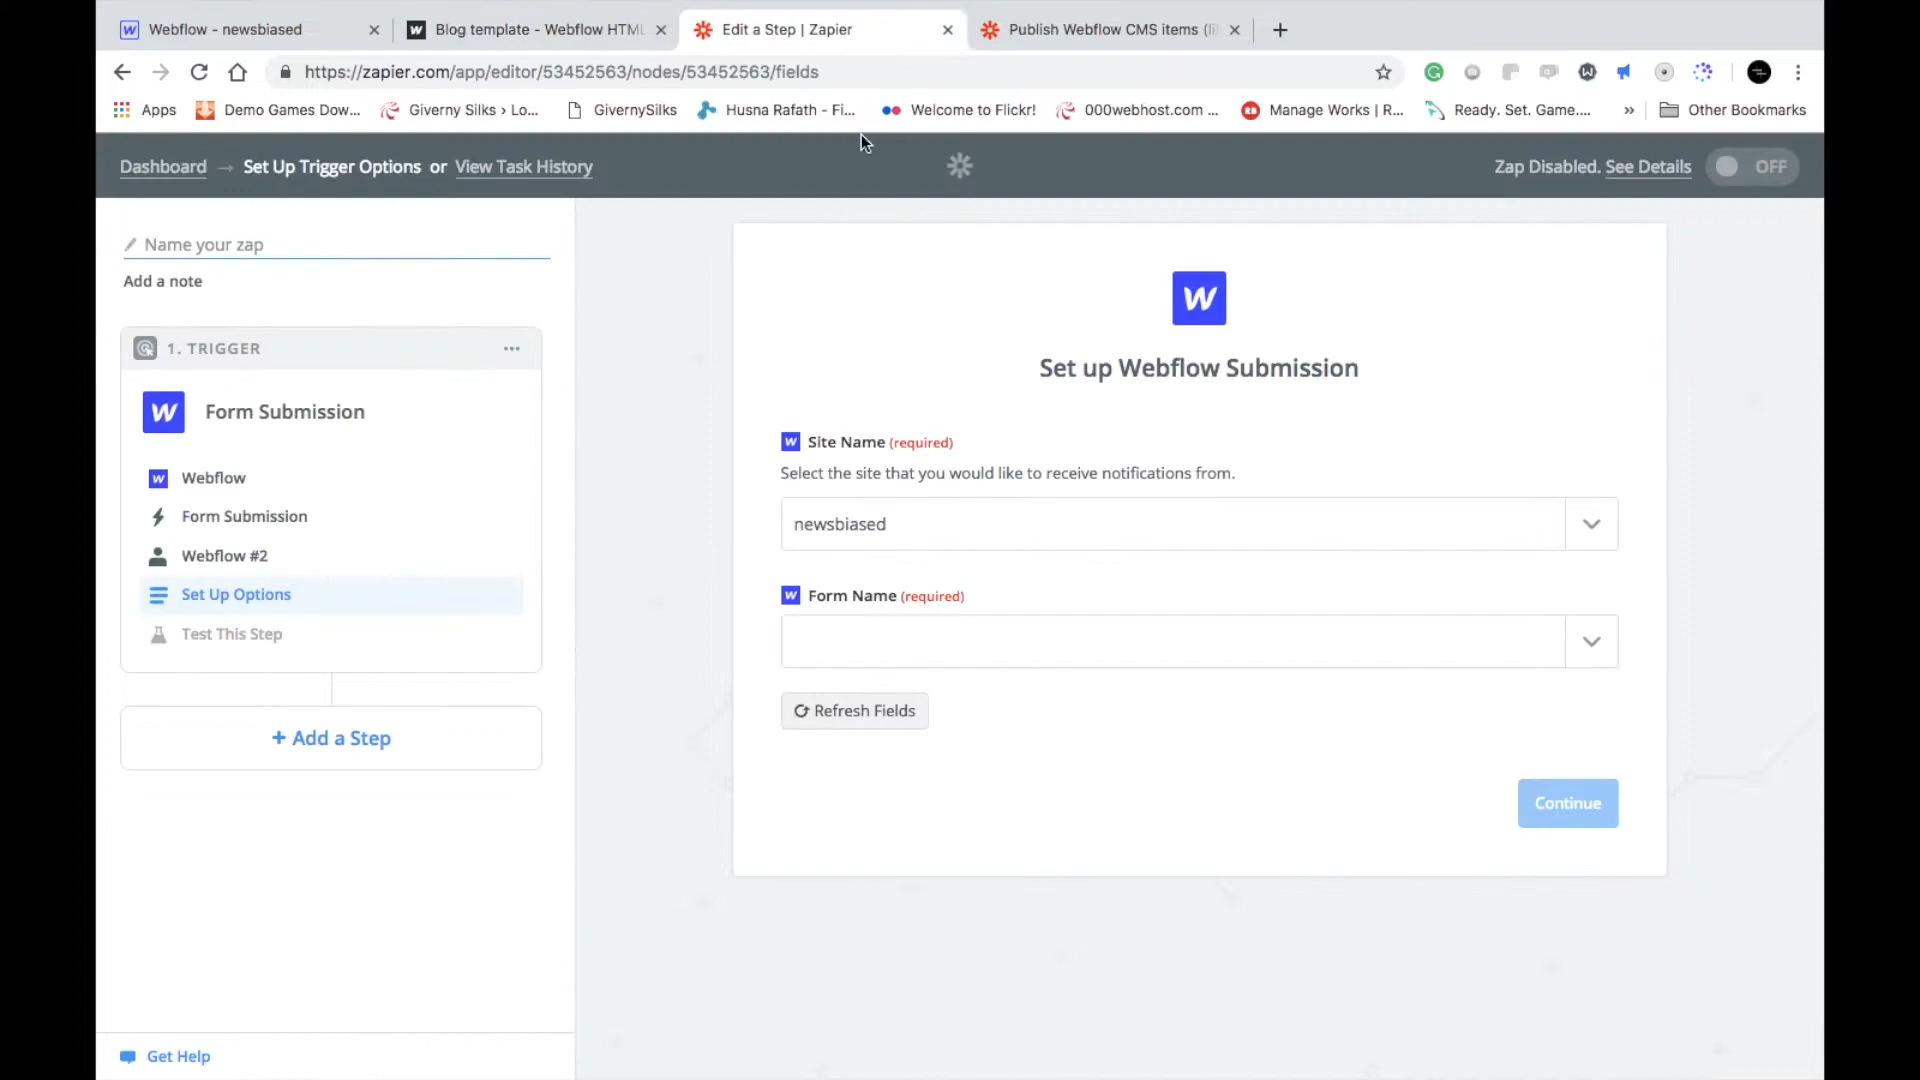 Webflow - newsbiased
Blog template - Webflow HTML
Edit a Step | Zapier
Publish Webflow CMS items (li
https://zapier.com/app/editor/53452563/nodes/53452563/fields
Apps
Demo Games Dow...
Giverny Silks › Lo...
GivernySilks
Husna Rafath - Fi...
Welcome to Flickr!
000webhost.com ...
Manage Works | R...
Ready. Set. Game....
»
Other Bookmarks
Dashboard → Set Up Trigger Options or View Task History
Zap Disabled. See Details
OFF
Name your zap
Add a note
1. TRIGGER
Form Submission
Webflow
Form Submission
Webflow #2
Set Up Options
Test This Step
+ Add a Step
Get Help
Set up Webflow Submission
Site Name (required)
Select the site that you would like to receive notifications from.
newsbiased
Form Name (required)
Refresh Fields
Continue